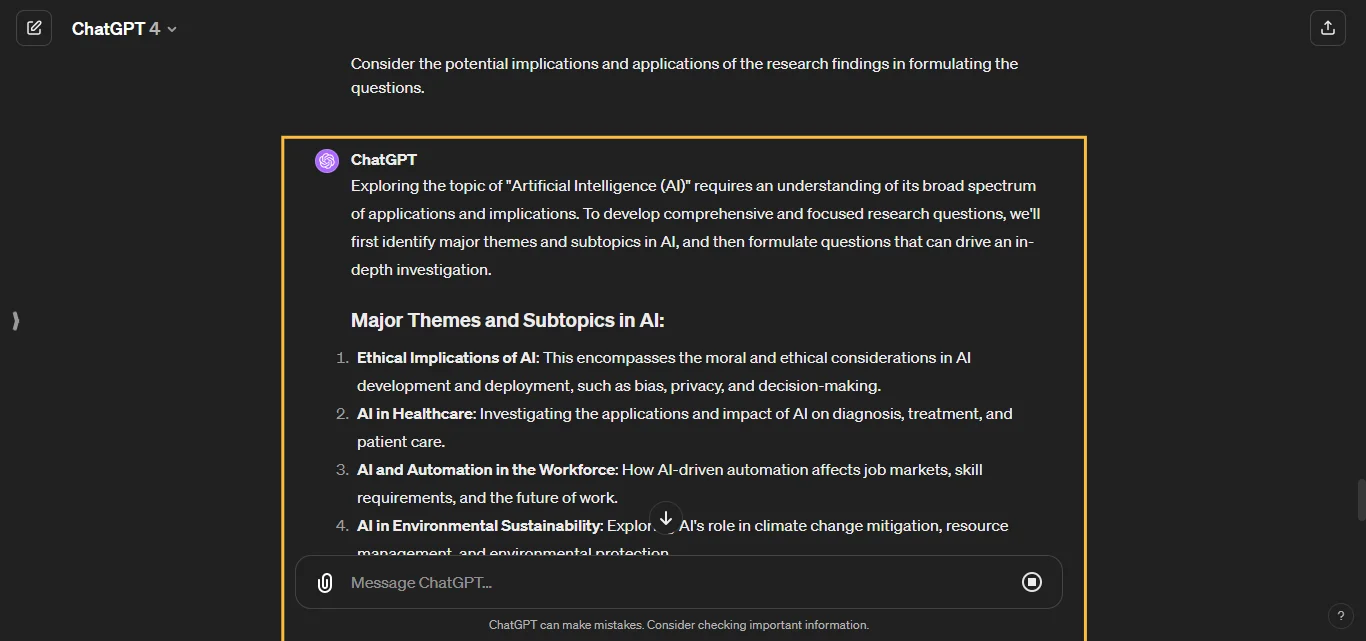 ChatGPT 4
Consider the potential implications and applications of the research findings in formulating the
questions.
ChatGPT
Exploring the topic of "Artificial Intelligence (AI)" requires an understanding of its broad spectrum
of applications and implications. To develop comprehensive and focused research questions, we'll
first identify major themes and subtopics in AI, and then formulate questions that can drive an in-
depth investigation.
Major Themes and Subtopics in AI:
1. Ethical Implications of AI: This encompasses the moral and ethical considerations in AI
development and deployment, such as bias, privacy, and decision-making.
2. AI in Healthcare: Investigating the applications and impact of AI on diagnosis, treatment, and
patient care.
3. AI and Automation in the Workforce: How AI-driven automation affects job markets, skill
requirements, and the future of work.
4. AI in Environmental Sustainability: AI's role in climate change mitigation, resource
management, and environmental protection
Message ChatGPT...
ChatGPT can make mistakes. Consider checking important information.
?